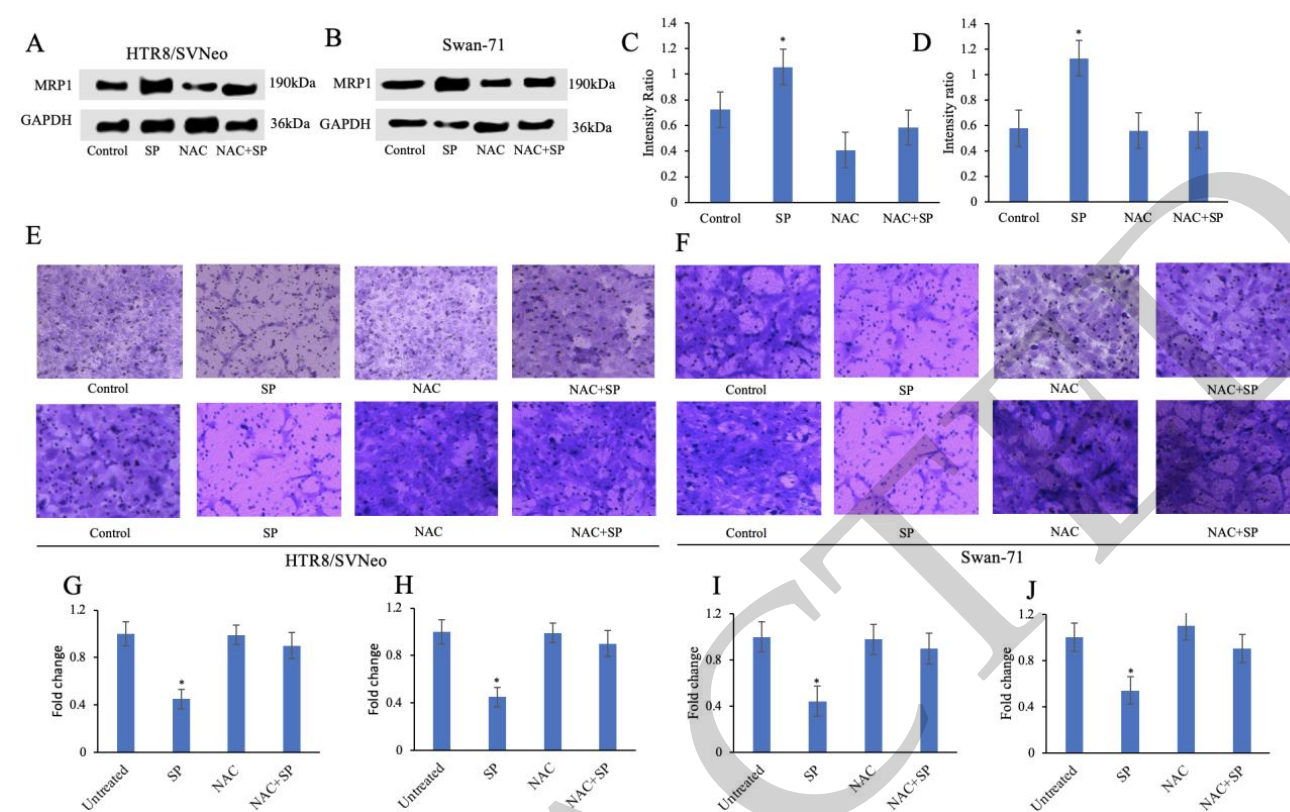 A
HTR8/SVNeo
MRP1
190kDa
GAPDH
36kDa
Control SP NAC NAC+SP
B
Swan-71
MRP1
190kDa
GAPDH
36kDa
Control SP NAC NAC+SP
C
Intensity Ratio
1.4
1.2
1
0.8
0.6
0.4
0.2
0
*
Control SP NAC NAC+SP
D
Intensity ratio
1.4
1.2
1
0.8
0.6
0.4
0.2
0
*
Control SP NAC NAC+SP
E
Control SP NAC NAC+SP
Control SP NAC NAC+SP
HTR8/SVNeo
F
Control SP NAC NAC+SP
Control SP NAC NAC+SP
Swan-71
G
Fold change
1.2
0.8
0.4
0
*
Untreated SP NAC NAC+SP
H
Fold change
1.2
0.8
0.4
0
*
Untreated SP NAC NAC+SP
I
Fold change
1.2
0.8
0.4
0
*
Untreated SP NAC NAC+SP
J
Fold change
1.2
0.8
0.4
0
*
Untreated SP NAC NAC+SP